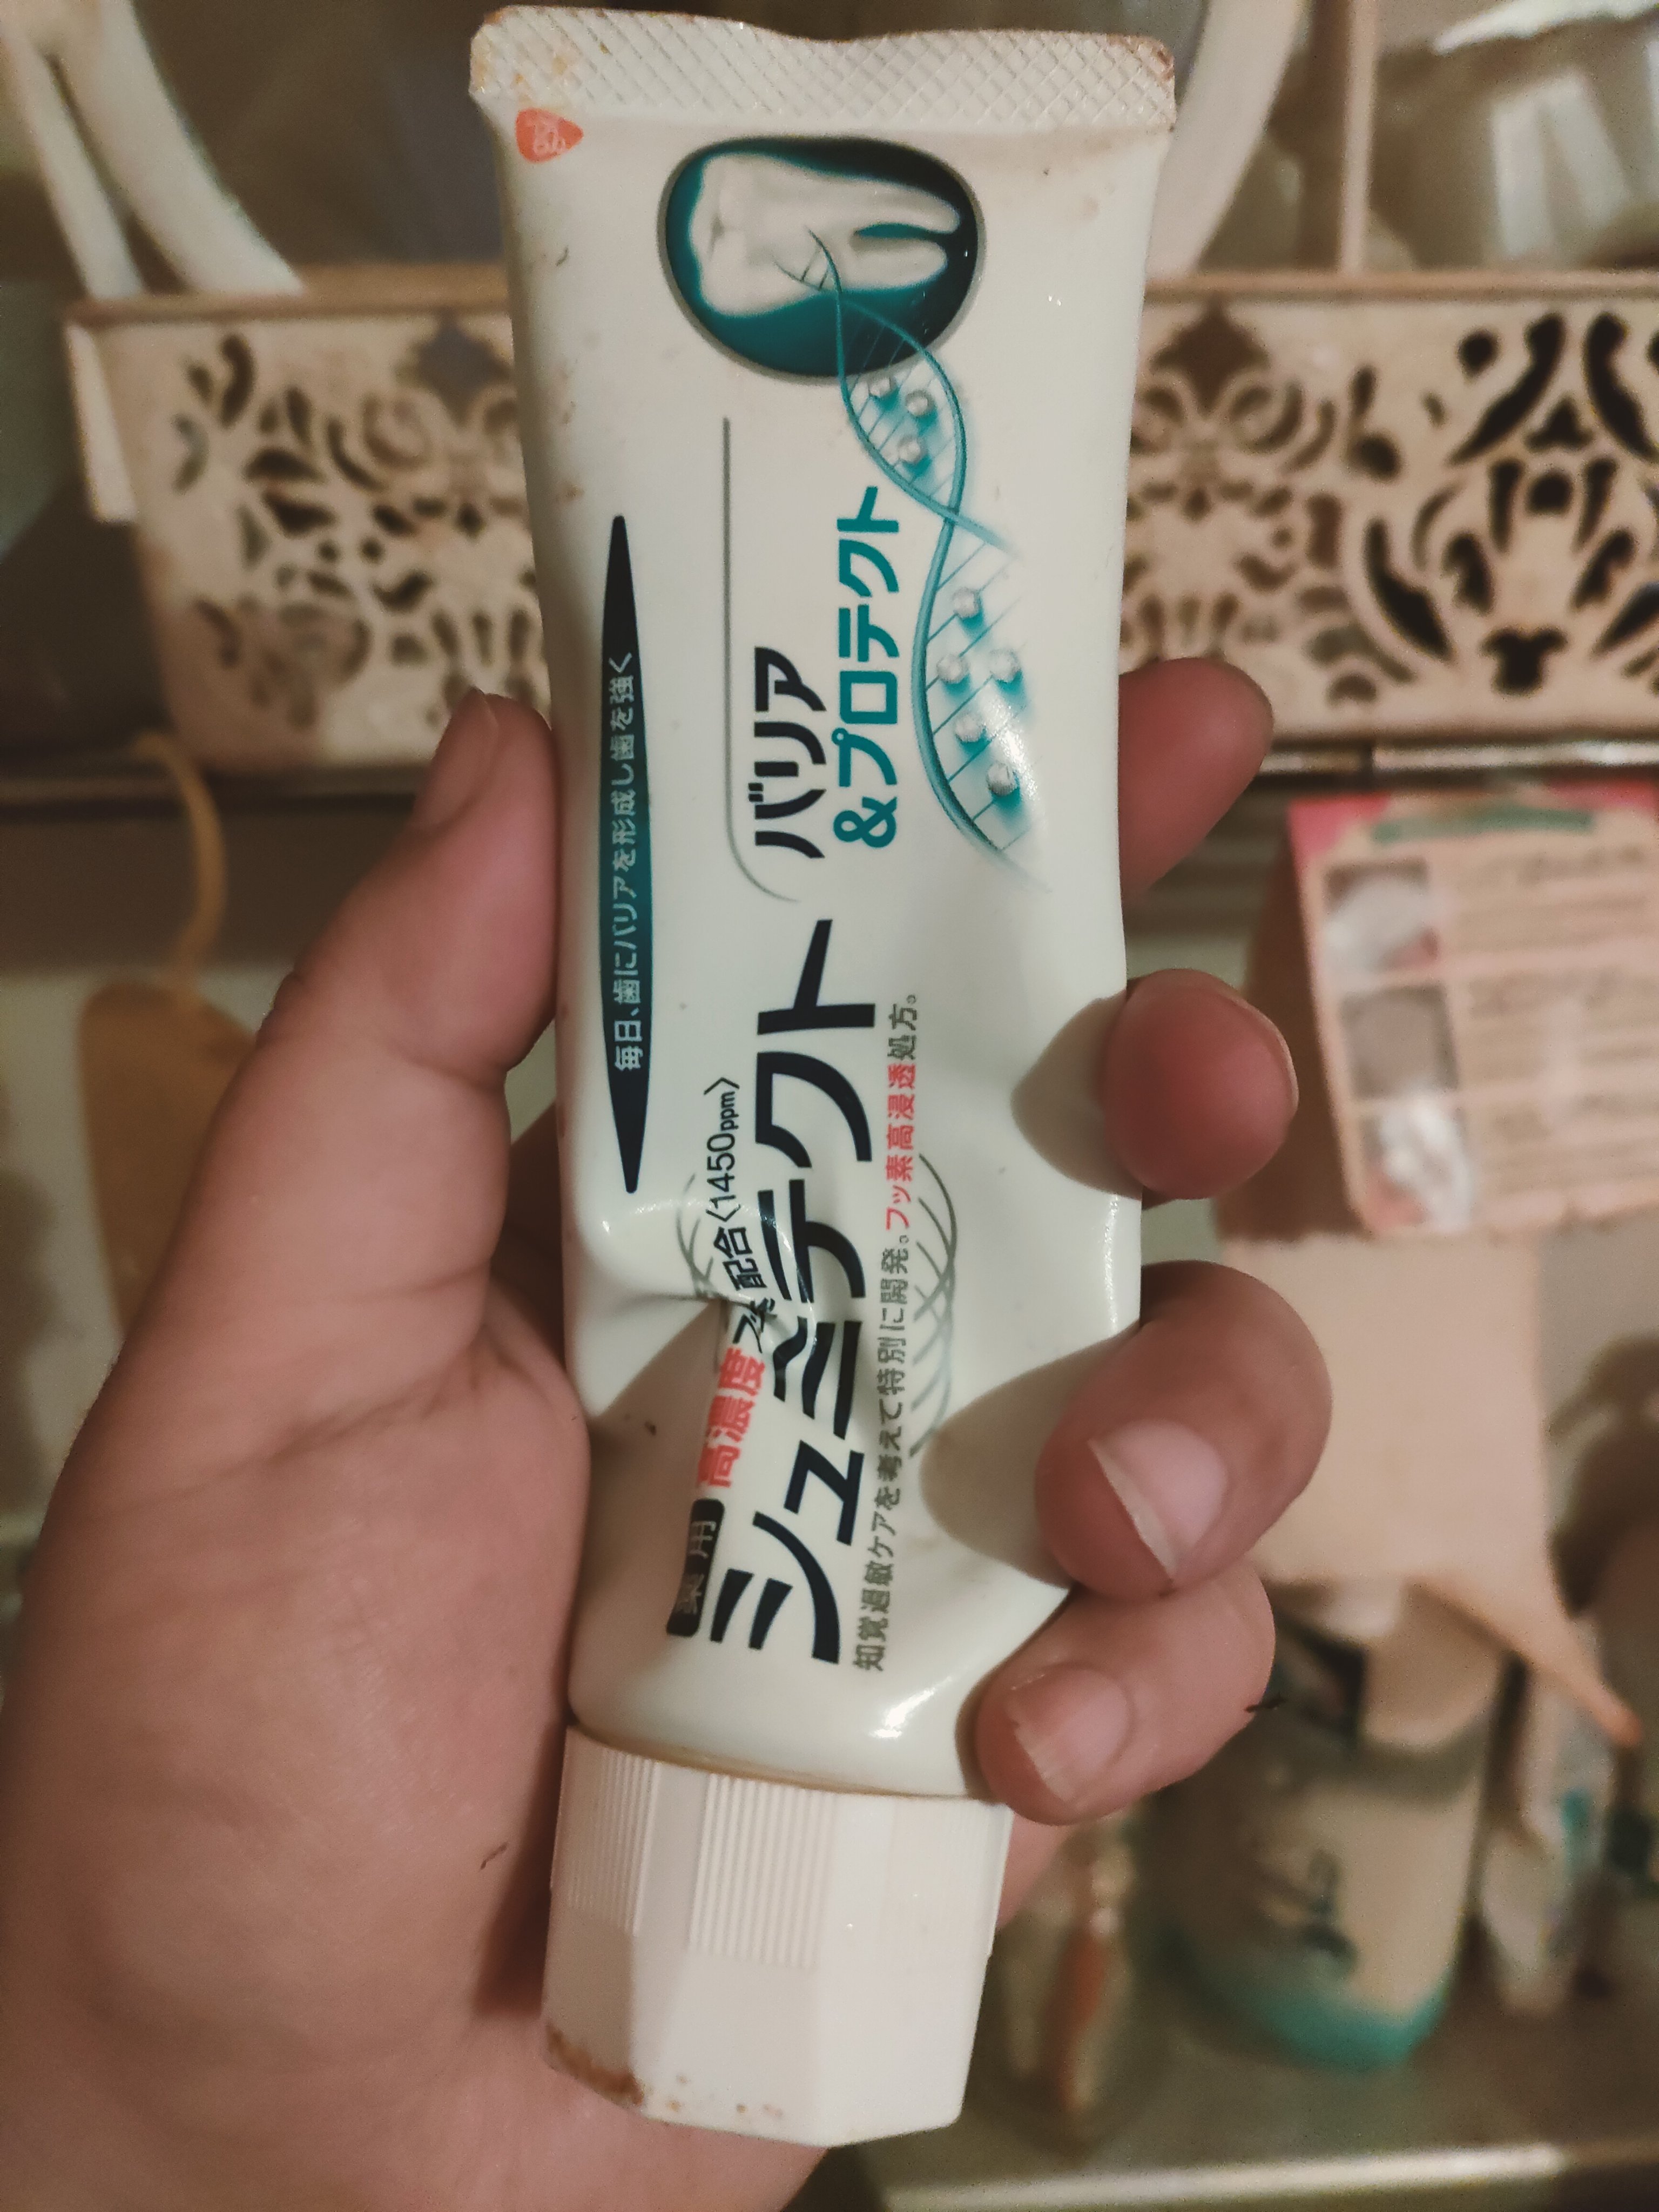 毎日、歯にバリアを形成し歯を強く
薬用 高濃度フッ素配合〈1450ppm〉
シュミテクト
バリア
&プロテクト
知覚過敏ケアを考えて特別に開発。フッ素高浸透処方。
gsk